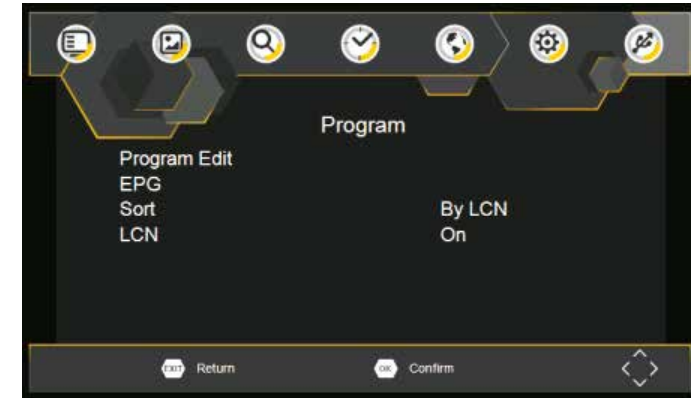 Program
Program Edit
EPG
Sort By LCN
LCN On
EXIT Return OK Confirm